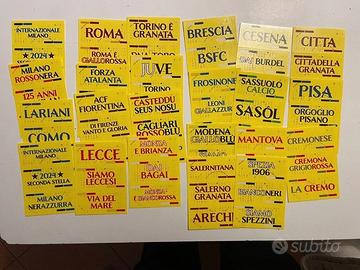 INTERNAZIONALE
MILANO
★2024★
MILANO
ROSSONERA
125 ANNI
LARIANI
COMO
INTERNAZIONALE
MILANO
★2024★
SECONDA STELLA
MILANO
NERAZZURRA
ROMA
ROMA È
GIALLOROSSA
FORZA
ATALANTA
ACF
FIORENTINA
DI FIRENZE
VANTO E GLORIA
LECCE
SIAMO
LECCESI
VIA DEL
MARE
TORINO È
GRANATA
JUVE
TORINO
CASTEDDU
SEUS NOSU
CAGLIARI
ROSSOBLU
MONZA
E BRIANZA
DAI
BAGAI
MONZA
È BIANCOROSSA
BRESCIA
BSFC
FROSINONE
LEONI
GIALLAZZURRI
MODENA
GIALLOBLU
SALERNITANA
SALERNO
GRANATA
ARECHI
CESENA
BURDEL
SASSUOLO
CALCIO
SASÓL
MANTOVA
SPEZIA
1906
BIANCONERI
SIAMO
SPEZZINI
CITTA
CITTADELLA
GRANATA
PISA
ORGOGLIO
PISANO
CREMONESE
CREMONA
GRIGIOROSSA
LA CREMO
subito